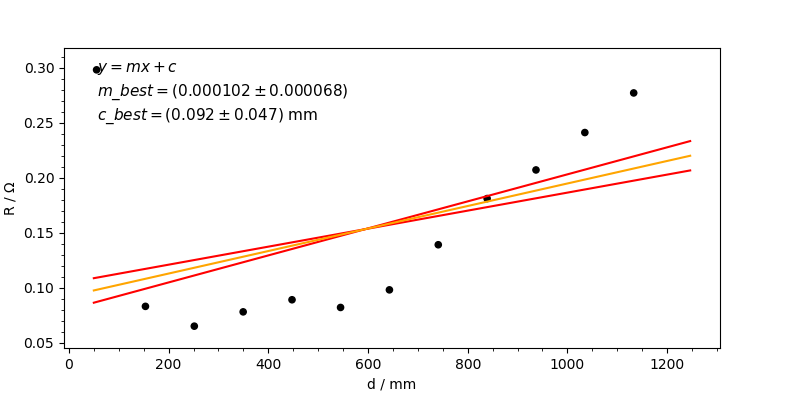 y = mx + c
m_best = (0.000102 ± 0.000068)
c_best = (0.092 ± 0.047) mm
0.30
0.25
0.20
0.15
0.10
0.05
R / Ω
0 200 400 600 800 1000 1200
d / mm